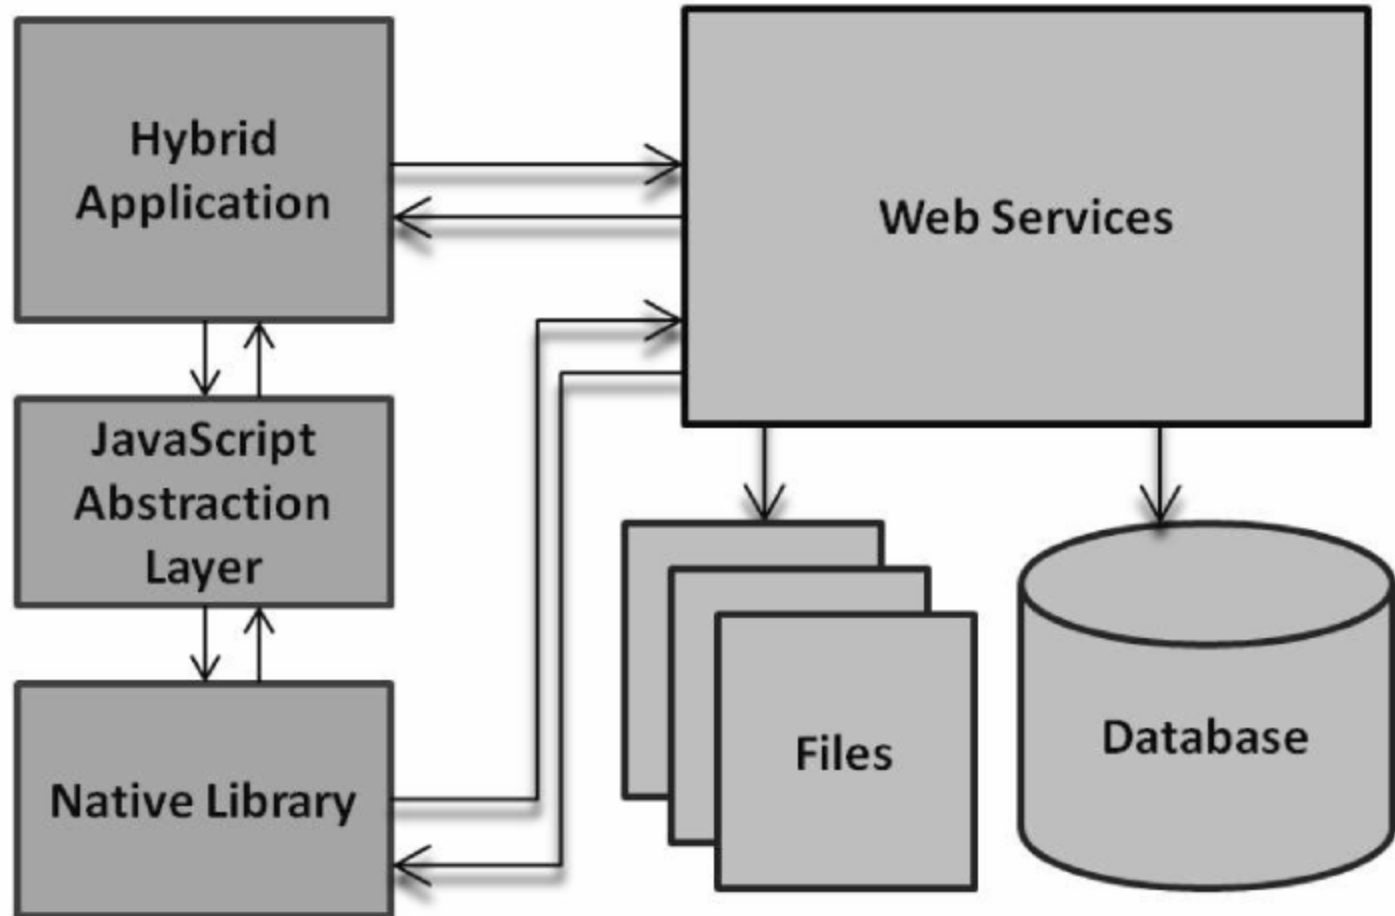 Hybrid
Application
Web Services
JavaScript
Abstraction
Layer
Native Library
Files
Database